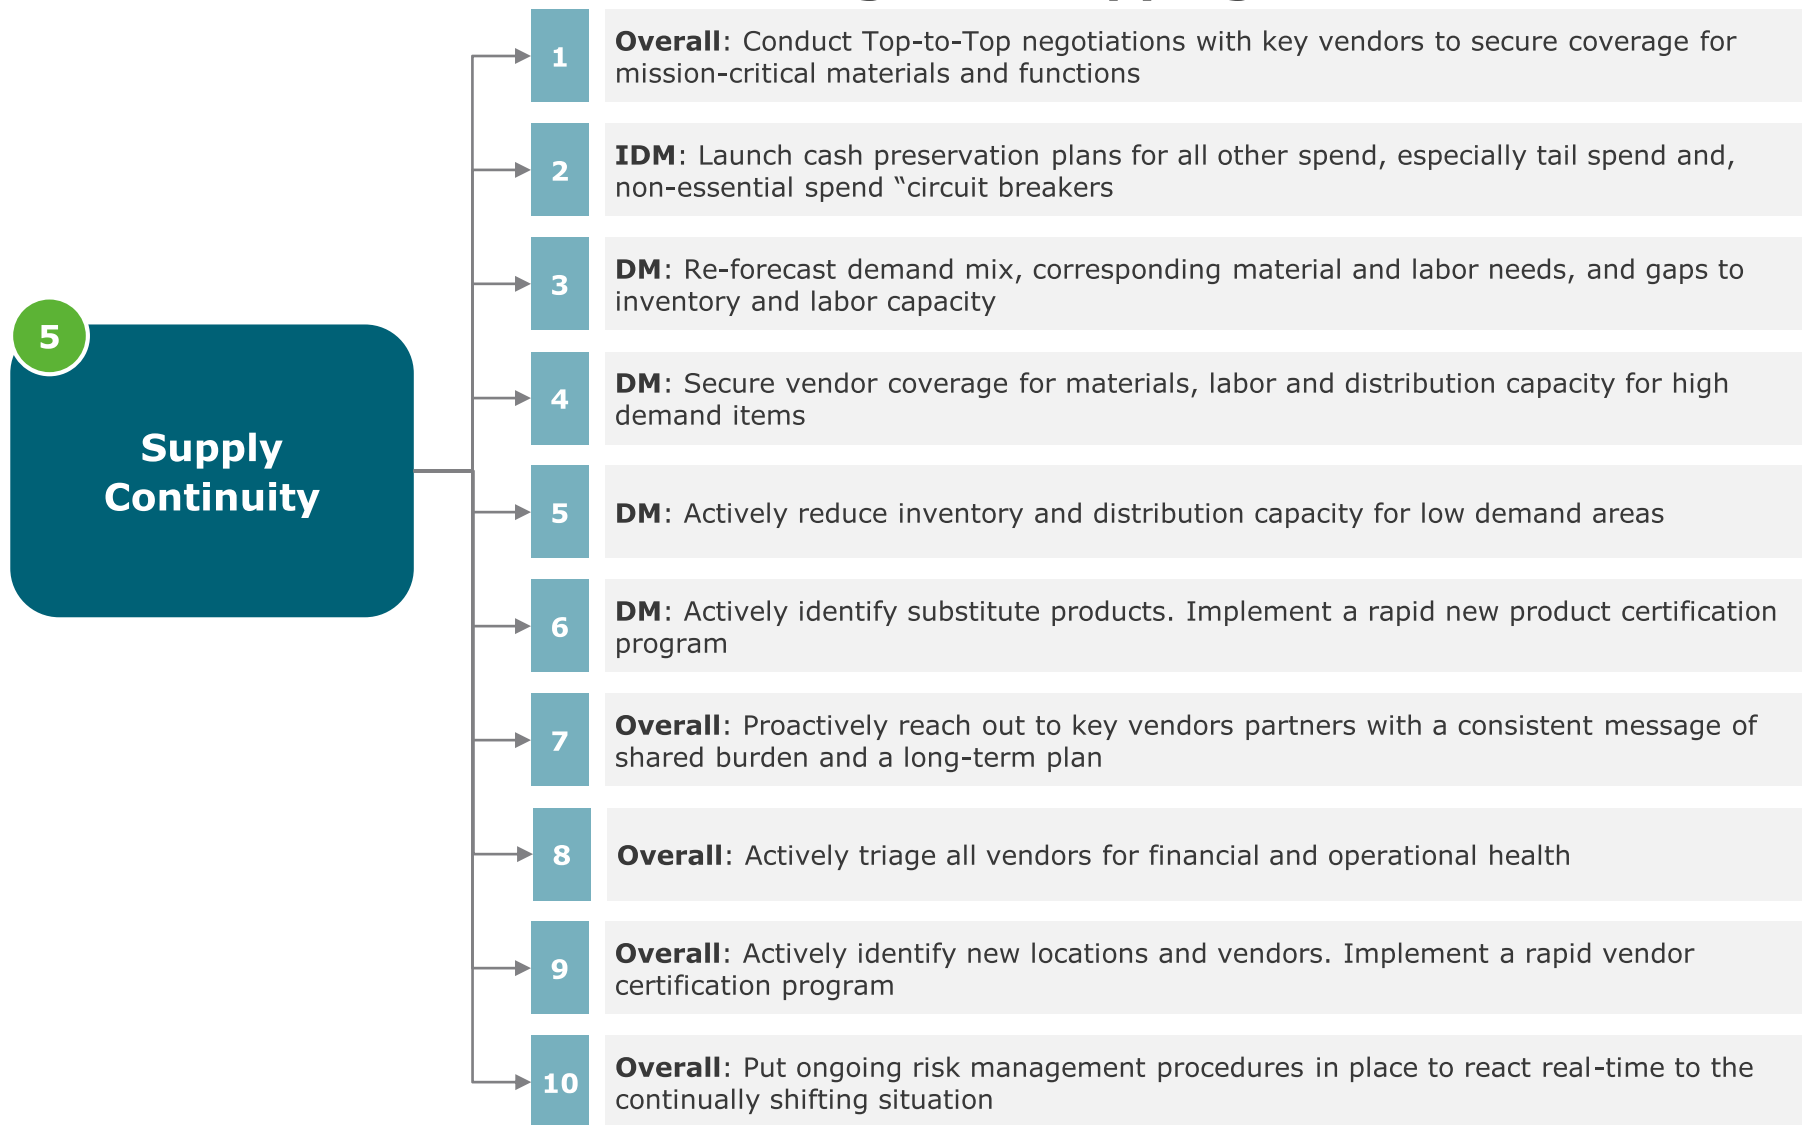 1
Overall: Conduct Top-to-Top negotiations with key vendors to secure coverage for
mission-critical materials and functions
2
IDM: Launch cash preservation plans for all other spend, especially tail spend and,
non-essential spend “circuit breakers
3
DM: Re-forecast demand mix, corresponding material and labor needs, and gaps to
inventory and labor capacity
4
DM: Secure vendor coverage for materials, labor and distribution capacity for high
demand items
5
Supply
Continuity
5
DM: Actively reduce inventory and distribution capacity for low demand areas
6
DM: Actively identify substitute products. Implement a rapid new product certification
program
7
Overall: Proactively reach out to key vendors partners with a consistent message of
shared burden and a long-term plan
8
Overall: Actively triage all vendors for financial and operational health
9
Overall: Actively identify new locations and vendors. Implement a rapid vendor
certification program
10
Overall: Put ongoing risk management procedures in place to react real-time to the
continually shifting situation